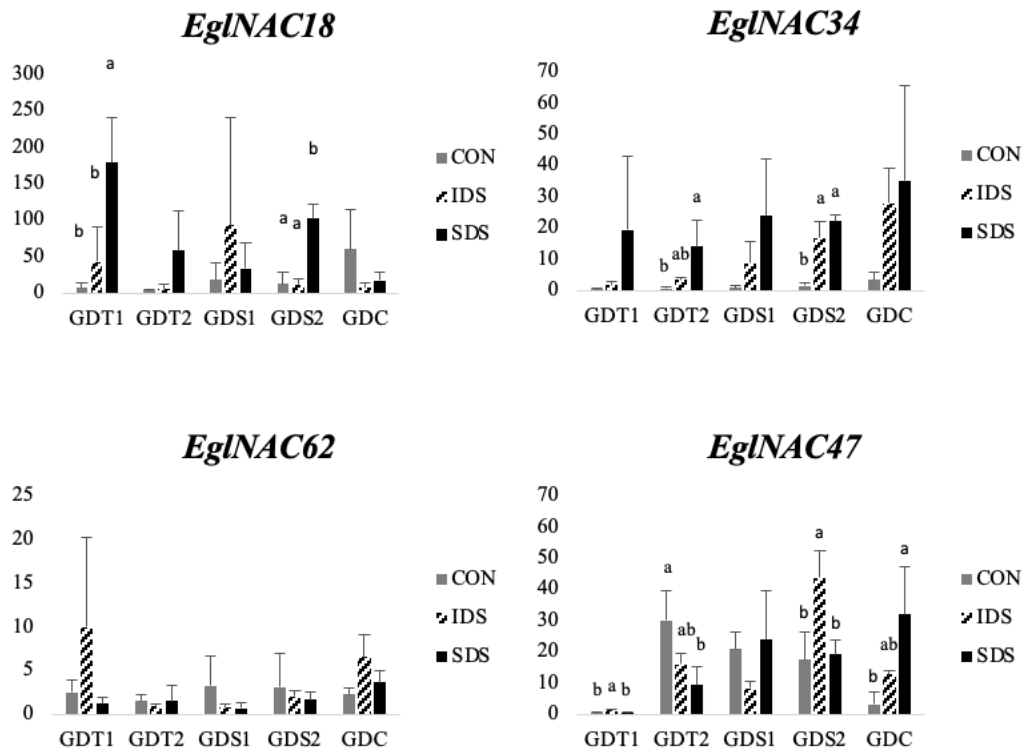 EglNAC18
300
250
200
150
100
50
0
b b a
a a b
GDT1 GDT2 GDS1 GDS2 GDC
CON
IDS
SDS
EglNAC34
70
60
50
40
30
20
10
0
b ab a
b a a
GDT1 GDT2 GDS1 GDS2 GDC
CON
IDS
SDS
EglNAC62
25
20
15
10
5
0
GDT1 GDT2 GDS1 GDS2 GDC
CON
IDS
SDS
EglNAC47
70
60
50
40
30
20
10
0
b a b
a ab b
b a b
b ab a
GDT1 GDT2 GDS1 GDS2 GDC
CON
IDS
SDS